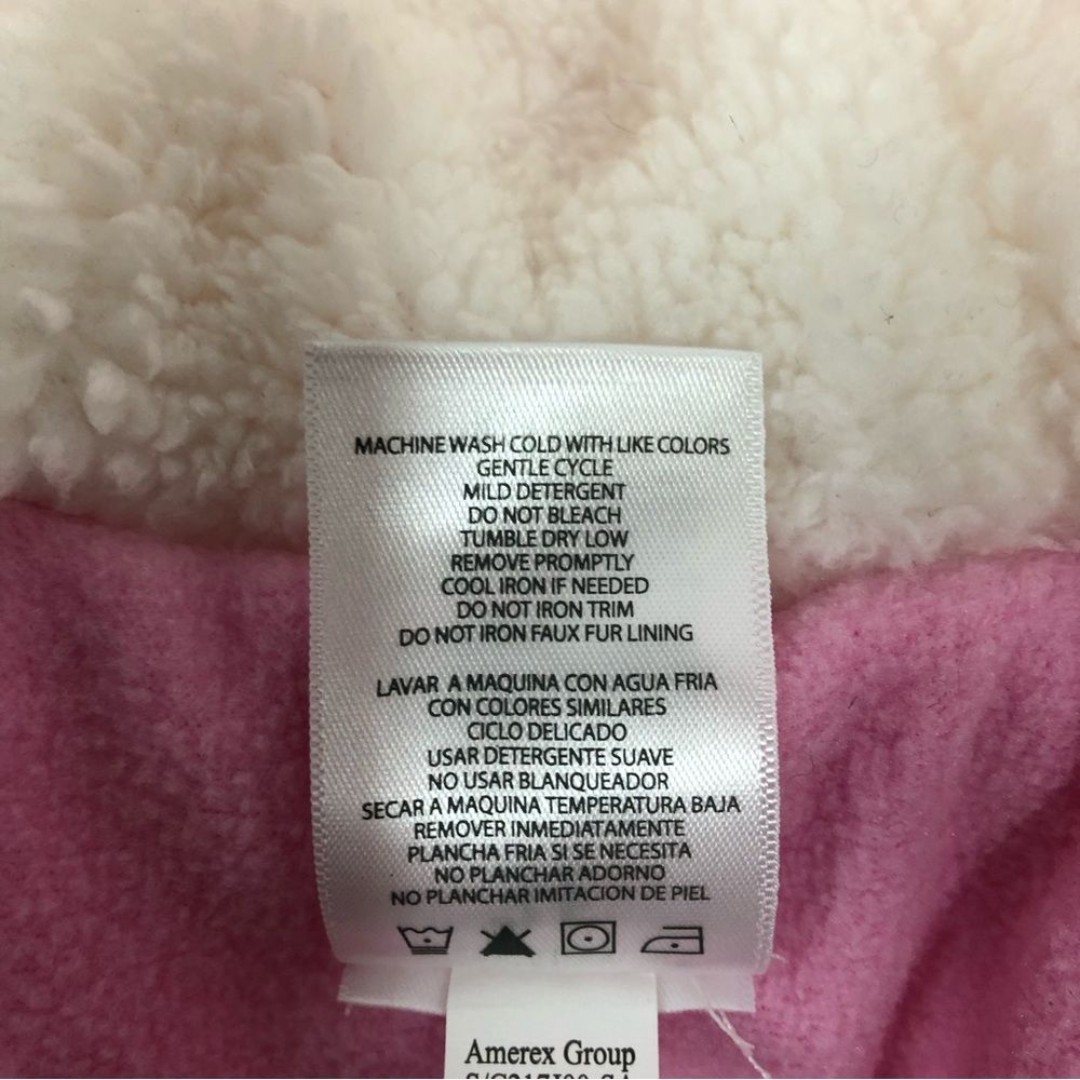 MACHINE WASH COLD WITH LIKE COLORS
GENTLE CYCLE
MILD DETERGENT
DO NOT BLEACH
TUMBLE DRY LOW
REMOVE PROMPTLY
COOL IRON IF NEEDED
DO NOT IRON TRIM
DO NOT IRON FAUX FUR LINING
LAVAR A MAQUINA CON AGUA FRIA
CON COLORES SIMILARES
CICLO DELICADO
USAR DETERGENTE SUAVE
NO USAR BLANQUEADOR
SECAR A MAQUINA TEMPERATURA BAJA
REMOVER INMEDIATAMENTE
PLANCHA FRIA SI SE NECESITA
NO PLANCHAR ADORNO
NO PLANCHAR IMITACION DE PIEL
Amerex Group